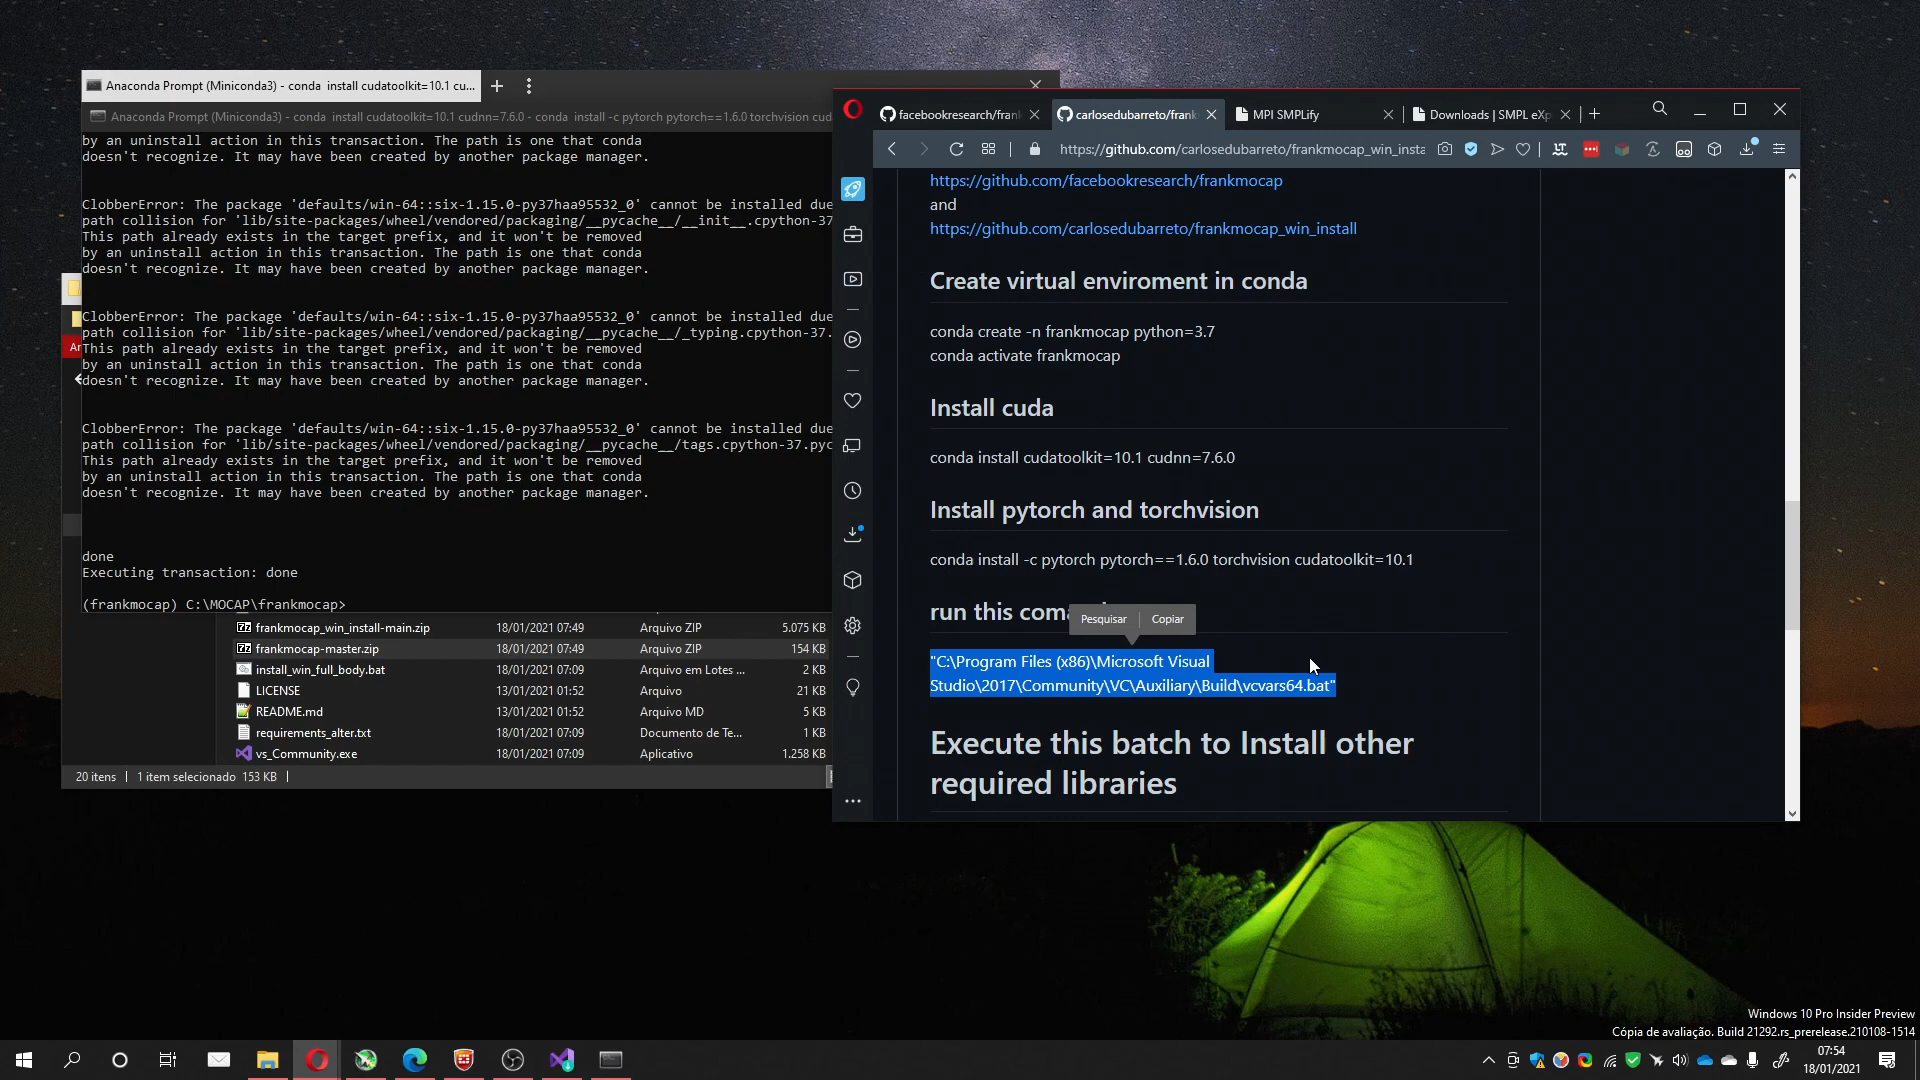 Anaconda Prompt (Miniconda3) - conda  install cudatoolkit=10.1 cu...
Anaconda Prompt (Miniconda3) - conda  install cudatoolkit=10.1 cudnn=7.6.0 - conda  install -c pytorch pytorch==1.6.0 torchvision cud
by an uninstall action in this transaction. The path is one that conda
doesn't recognize. It may have been created by another package manager.
ClobberError: The package 'defaults/win-64::six-1.15.0-py37haa95532_0' cannot be installed due
path collision for 'lib/site-packages/wheel/vendored/packaging/__pycache__/__init__.cpython-37
This path already exists in the target prefix, and it won't be removed
by an uninstall action in this transaction. The path is one that conda
doesn't recognize. It may have been created by another package manager.
ClobberError: The package 'defaults/win-64::six-1.15.0-py37haa95532_0' cannot be installed due
path collision for 'lib/site-packages/wheel/vendored/packaging/__pycache__/_typing.cpython-37.
This path already exists in the target prefix, and it won't be removed
by an uninstall action in this transaction. The path is one that conda
doesn't recognize. It may have been created by another package manager.
ClobberError: The package 'defaults/win-64::six-1.15.0-py37haa95532_0' cannot be installed due
path collision for 'lib/site-packages/wheel/vendored/packaging/__pycache__/tags.cpython-37.pyc
This path already exists in the target prefix, and it won't be removed
by an uninstall action in this transaction. The path is one that conda
doesn't recognize. It may have been created by another package manager.
done
Executing transaction: done
(frankmocap) C:\MOCAP\frankmocap>
Ar
frankmocap_win_install-main.zip 18/01/2021 07:49 Arquivo ZIP 5.075 KB
frankmocap-master.zip 18/01/2021 07:49 Arquivo ZIP 154 KB
install_win_full_body.bat 18/01/2021 07:09 Arquivo em Lotes ... 2 KB
LICENSE 13/01/2021 01:52 Arquivo 21 KB
README.md 13/01/2021 01:52 Arquivo MD 5 KB
requirements_alter.txt 18/01/2021 07:09 Documento de Te... 1 KB
vs_Community.exe 18/01/2021 07:09 Aplicativo 1.258 KB
20 itens 1 item selecionado 153 KB
facebookresearch/fran carlosedubarreto/frank MPI SMPLify Downloads | SMPL eXp
https://github.com/carlosedubarreto/frankmocap_win_insta
https://github.com/facebookresearch/frankmocap
and
https://github.com/carlosedubarreto/frankmocap_win_install
Create virtual enviroment in conda
conda create -n frankmocap python=3.7
conda activate frankmocap
Install cuda
conda install cudatoolkit=10.1 cudnn=7.6.0
Install pytorch and torchvision
conda install -c pytorch pytorch==1.6.0 torchvision cudatoolkit=10.1
run this com
Pesquisar Copiar
"C:\Program Files (x86)\Microsoft Visual
Studio\2017\Community\VC\Auxiliary\Build\vcvars64.bat"
Execute this batch to Install other
required libraries
Windows 10 Pro Insider Preview
Cópia de avaliação. Build 21292.rs_prerelease.210108-1514
07:54
18/01/2021